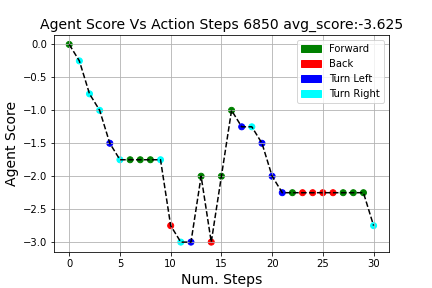 Agent Score Vs Action Steps 6850 avg_score:-3.625
Forward
Back
Turn Left
Turn Right
Agent Score
0.0
−0.5
−1.0
−1.5
−2.0
−2.5
−3.0
0 5 10 15 20 25 30
Num. Steps